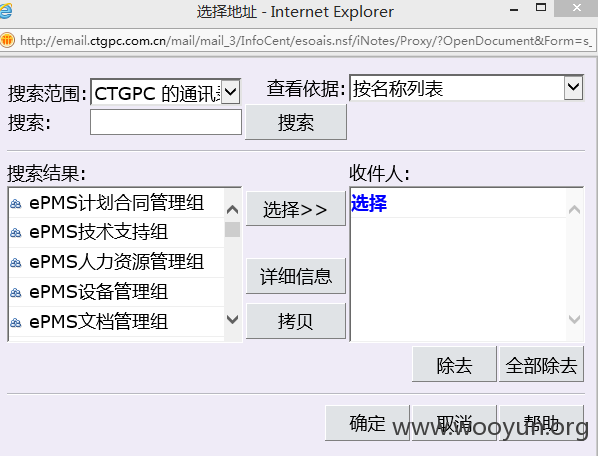 选择地址 - Internet Explorer
http://email.ctgpc.com.cn/mail/mail_3/InfoCent/esoais.nsf/iNotes/Proxy/?OpenDocument&Form=s_
搜索范围: CTGPC 的通讯录 查看依据: 按名称列表
搜索: 搜索
搜索结果: 收件人:
ePMS计划合同管理组 选择>> 选择
ePMS技术支持组
ePMS人力资源管理组 详细信息
ePMS设备管理组
ePMS文档管理组 拷贝
除去 全部除去
确定 取消 帮助
www.wooyun.org